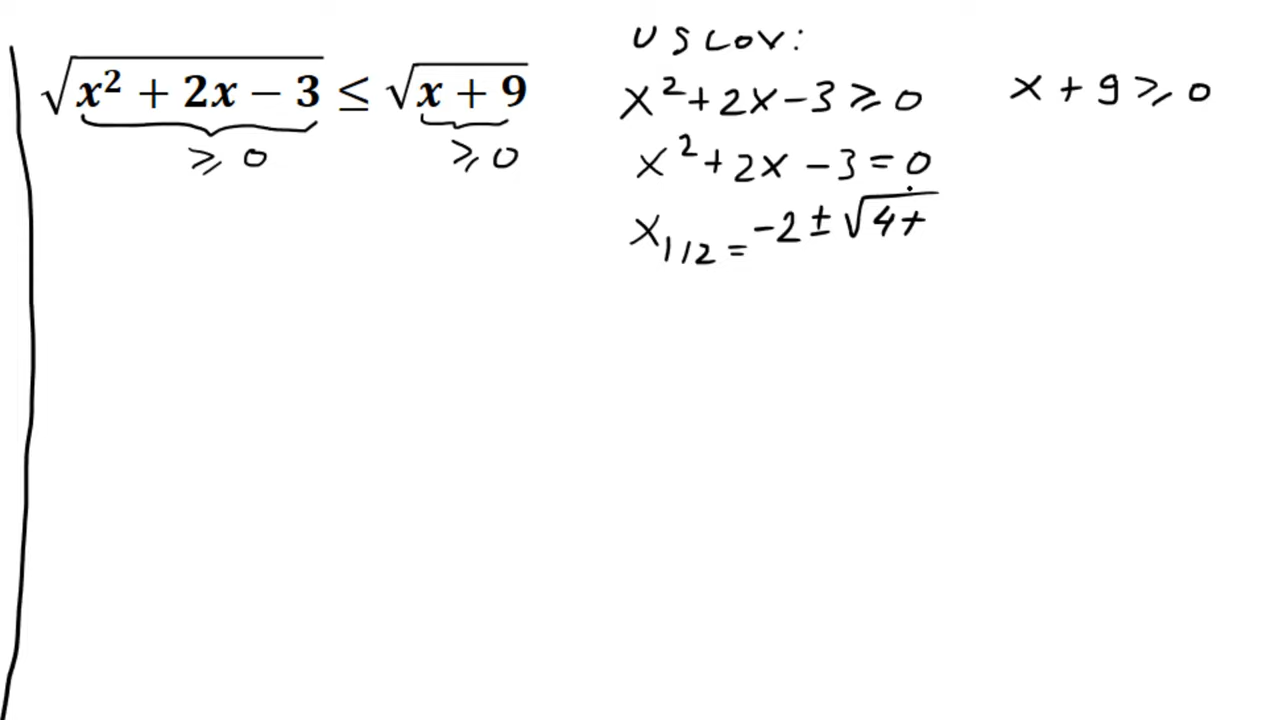 √(x² + 2x − 3) ≤ √(x + 9)
≥ 0 ≥ 0
USLOV:
x² + 2x − 3 ≥ 0 x + 9 ≥ 0
x² + 2x − 3 = 0
x₁/₂ = −2 ± √4+